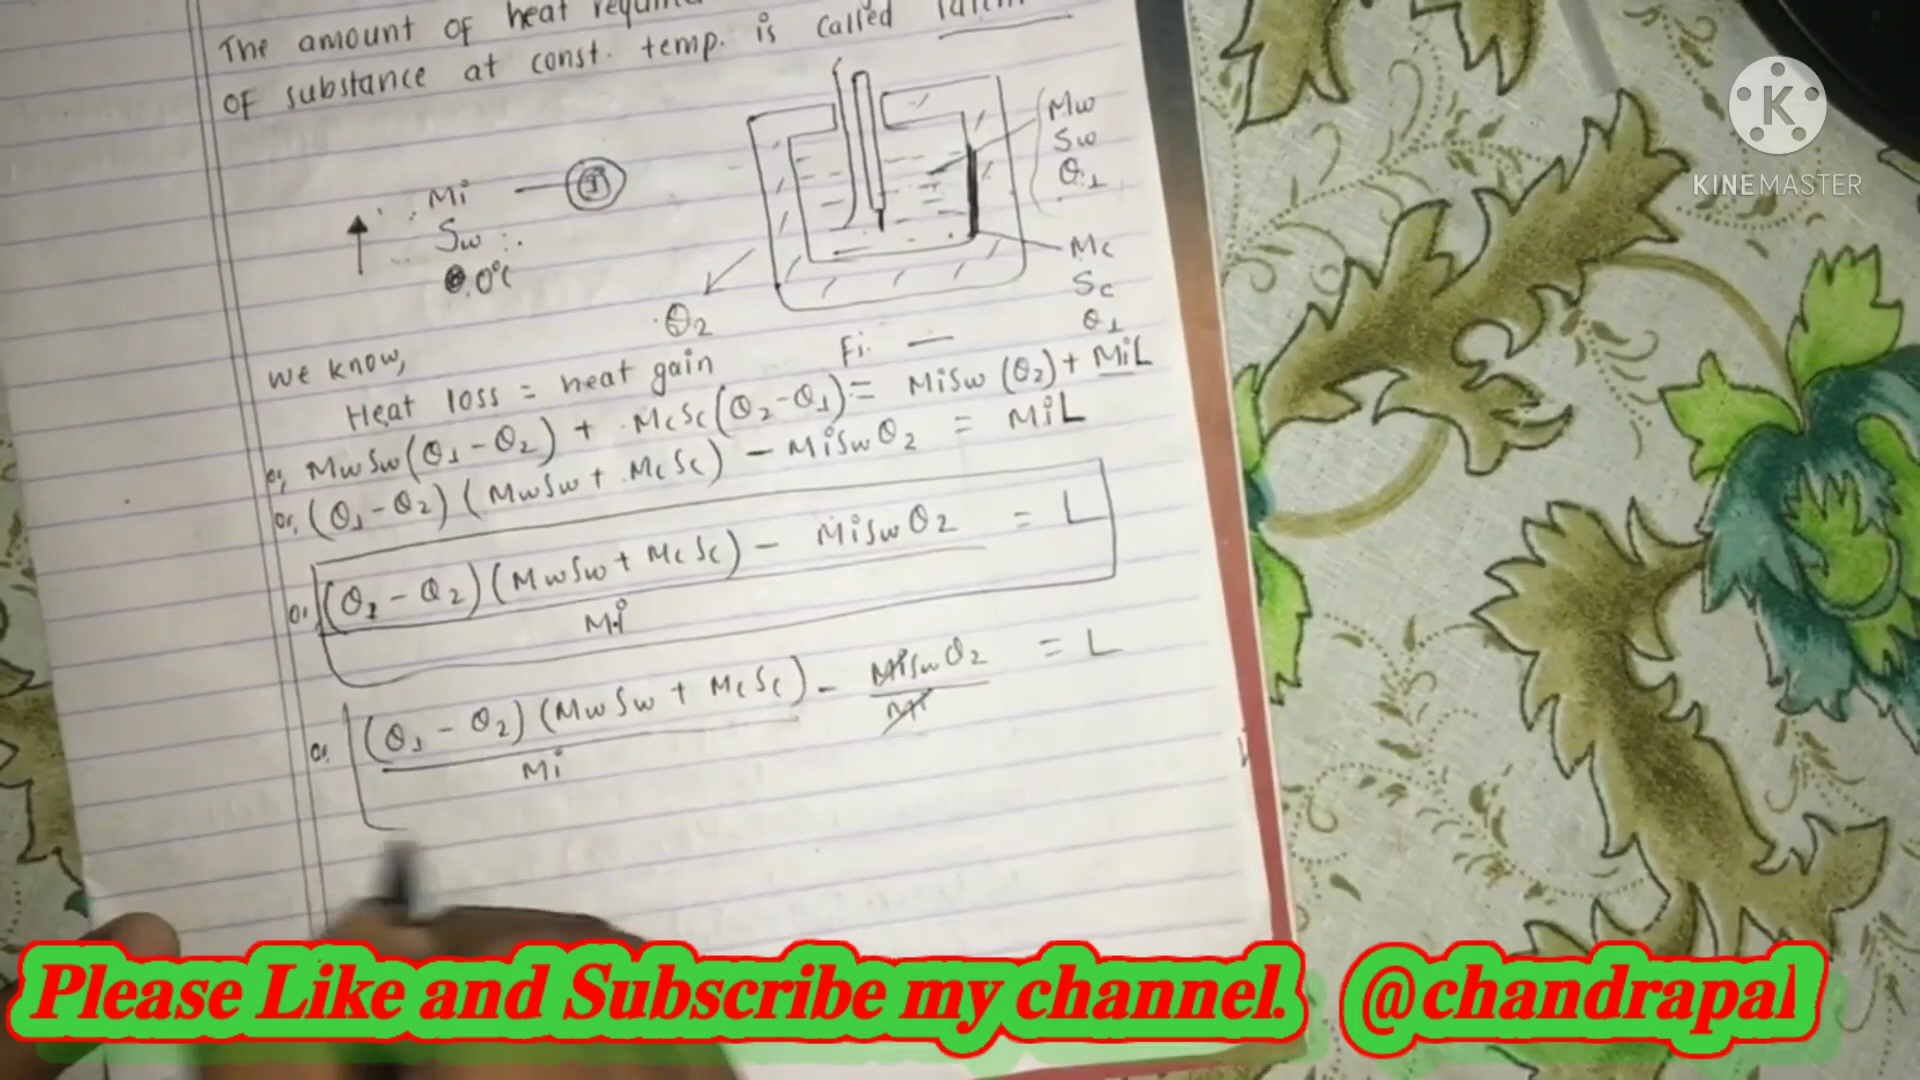 The amount of heat
of substance at const. temp. is called
Mi
Sw
0°c
I
Mw
Sw
θ1
Mc
Sc
θ1
θ2
Fi. —
We know,
Heat loss = heat gain
or, MwSw(θ1-θ2) + McSc(θ2-θ1) = MiSw(θ2) + MiL
or, (θ1-θ2)(MwSw + McSc) - MiSwθ2 = MiL
or, (θ1-θ2)(MwSw + McSc) - MiSwθ2 = L
Mi
or, (θ1-θ2)(MwSw + McSc) - MiSwθ2 = L
Mi Mi
K
KINEMASTER
Please Like and Subscribe my channel. @chandrapal